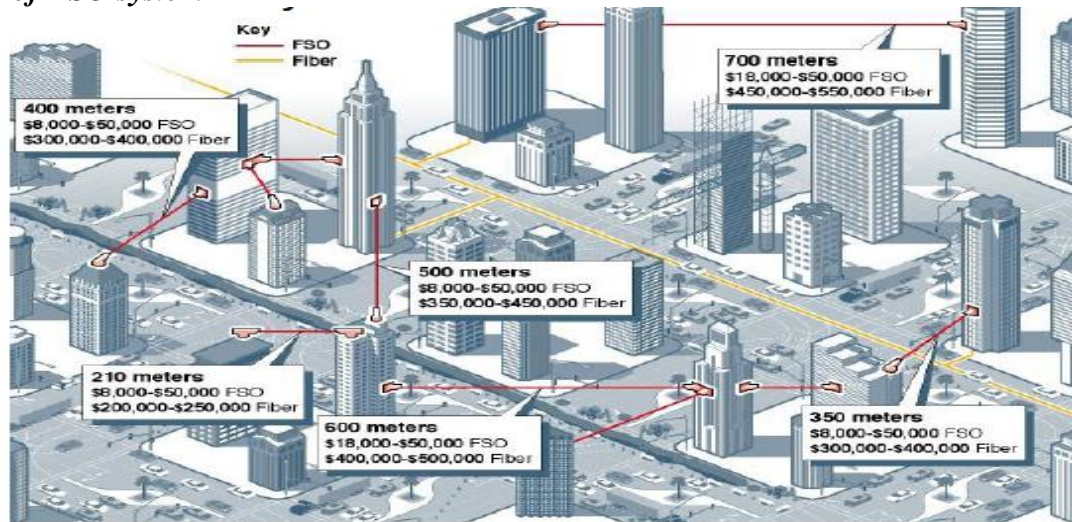 Key
FSO
Fiber
700 meters
$18,000-$50,000 FSO
$450,000-$550,000 Fiber
400 meters
$8,000-$50,000 FSO
$300,000-$400,000 Fiber
500 meters
$8,000-$50,000 FSO
$350,000-$450,000 Fiber
210 meters
$8,000-$50,000 FSO
$200,000-$250,000 Fiber
600 meters
$18,000-$50,000 FSO
$400,000-$500,000 Fiber
350 meters
$8,000-$50,000 FSO
$300,000-$400,000 Fiber